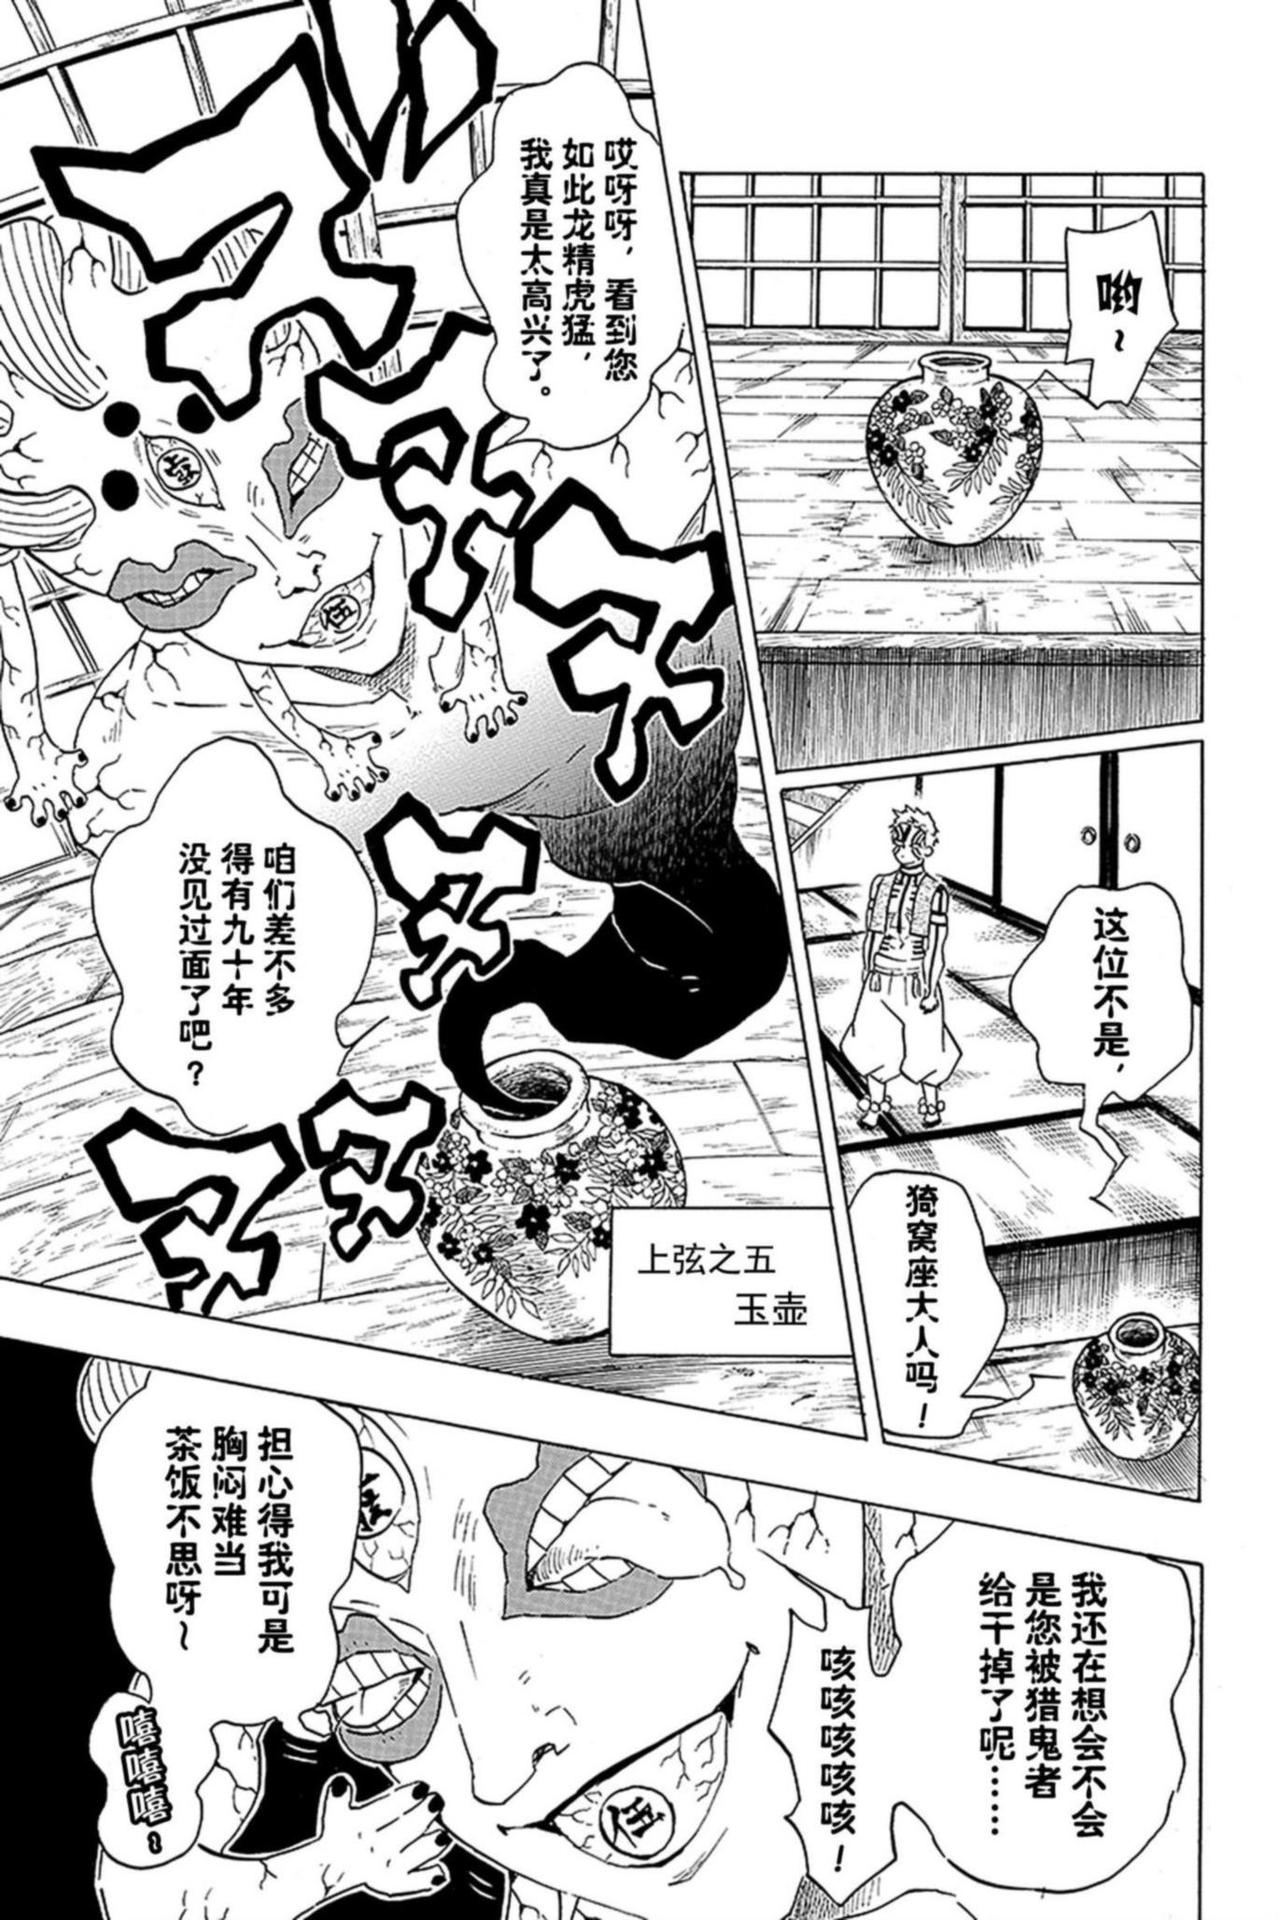 哟~
这位不是，
猗窝座大人吗！
哎呀呀，看到您
如此龙精虎猛，
我真是太高兴了。
上弦
伍
咱们差不多
得有九十年
没见过面了吧？
上弦之五
玉壶
我还在想会不会
是您被猎鬼者
给干掉了呢……
咳咳咳咳咳！
担心得我可是
胸闷难当
茶饭不思呀~
嘻嘻嘻~
伍